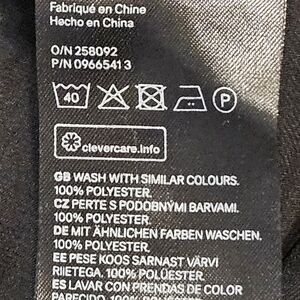 Fabriqué en Chine
Hecho en China
O/N 258092
P/N 09665413
40 P
clevercare.info
GB WASH WITH SIMILAR COLOURS.
100% POLYESTER.
CZ PERTE S PODOBNÝMI BARVAMI.
100% POLYESTER.
DE MIT ÄHNLICHEN FARBEN WASCHEN.
100% POLYESTER.
EE PESE KOOS SARNAST VÄRVI
RIIETEGA. 100% POLÜESTER.
ES LAVAR CON PRENDAS DE COLOR
PARECIDO. 100% POLIÉSTER.